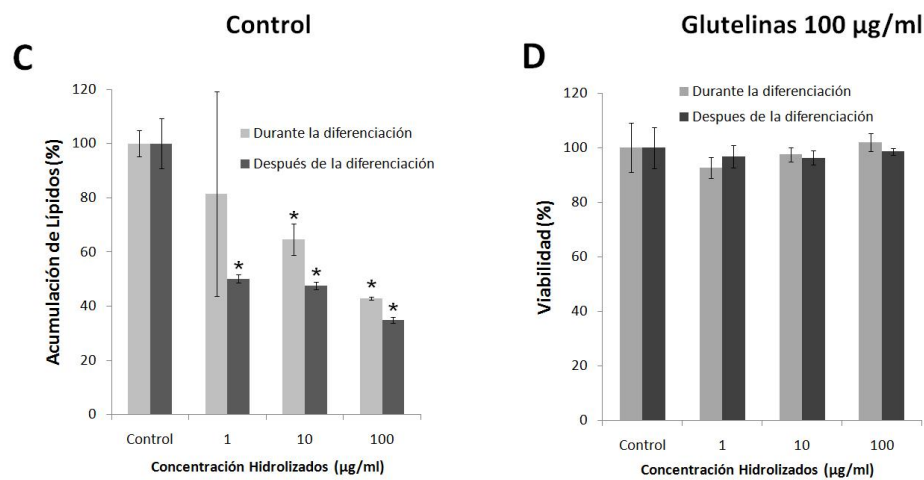 Control
Glutelinas 100 µg/ml
C
Acumulación de Lípidos (%)
120
100
80
60
40
20
0
Durante la diferenciación
Después de la diferenciación
*
*
*
*
*
Control 1 10 100
Concentración Hidrolizados (µg/ml)
D
Viabilidad (%)
120
100
80
60
40
20
0
Durante la diferenciación
Despues de la diferenciación
Control 1 10 100
Concentración Hidrolizados (µg/ml)